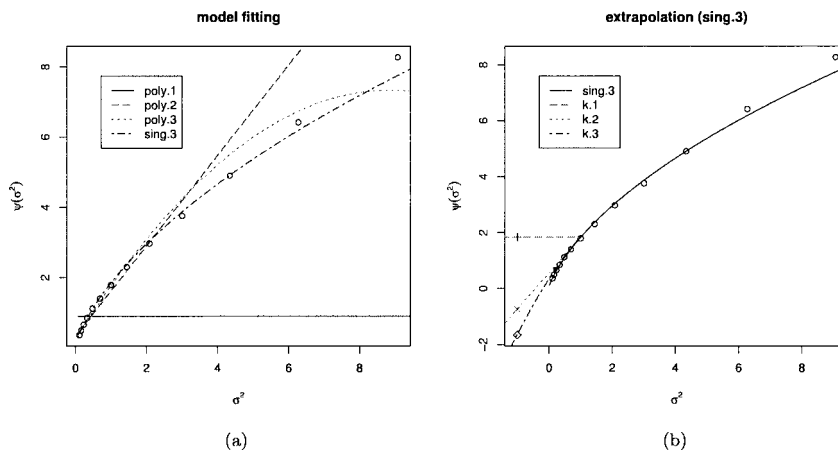 model fitting
extrapolation (sing.3)
ψ(σ²)
8
6
4
2
poly.1
poly.2
poly.3
sing.3
0
2
4
6
8
σ²
(a)
ψ(σ²)
8
6
4
2
0
-2
sing.3
k.1
k.2
k.3
0
2
4
6
8
σ²
(b)